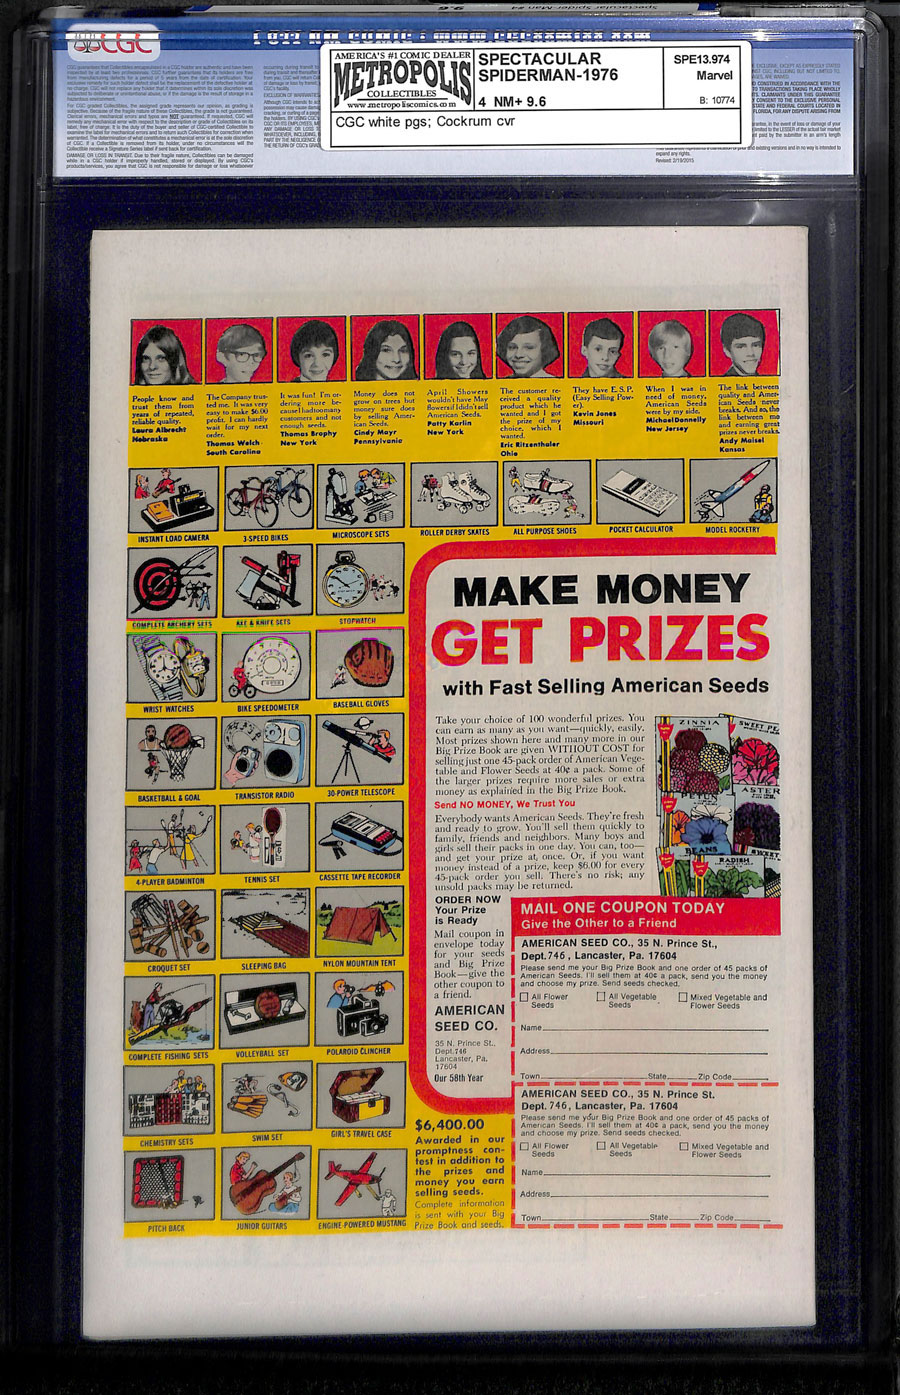 CGC
AMERICA'S #1 COMIC DEALER
METROPOLIS
COLLECTIBLES
www.metropoliscomics.com
SPECTACULAR
SPIDERMAN-1976
4 NM+ 9.6
SPE13.974
Marvel
B: 10774
CGC white pgs; Cockrum cvr
Revised: 2/19/2015
People know and
trust them from
years of repeated,
reliable quality.
Laura Albrecht
Nebraska
The Company trus-
ted me. It was very
easy to make $6.00
profit. I can hardly
wait for my next
order.
Thomas Welch
South Carolina
It was fun! I'm or-
dering more be-
cause I had too many
customers and not
enough seeds.
Thomas Brophy
New York
Money does not
grow on trees but
money sure does
by selling Amer-
ican Seeds.
Cindy Mayr
Pennsylvania
April Showers
wouldn't have May
flowers if I didn't sell
American Seeds.
Patty Karlin
New York
The customer re-
ceived a quality
product which he
wanted and I got
the prize of my
choice, which I
wanted.
Eric Ritzenthaler
Ohio
They have E.S.P.
(Easy Selling Pow-
er).
Kevin Jones
Missouri
When I was in
need of money,
American Seeds
were by my side.
Michael Donnelly
New Jersey
The link between
quality and Amer-
ican Seeds never
breaks. And so, the
link between me
and earning great
prizes never breaks.
Andy Maisel
Kansas
INSTANT LOAD CAMERA
3-SPEED BIKES
MICROSCOPE SETS
ROLLER DERBY SKATES
ALL PURPOSE SHOES
POCKET CALCULATOR
MODEL ROCKETRY
COMPLETE ARCHERY SETS
AXE & KNIFE SETS
STOPWATCH
WRIST WATCHES
BIKE SPEEDOMETER
BASEBALL GLOVES
BASKETBALL & GOAL
TRANSISTOR RADIO
30-POWER TELESCOPE
4-PLAYER BADMINTON
TENNIS SET
CASSETTE TAPE RECORDER
CROQUET SET
SLEEPING BAG
NYLON MOUNTAIN TENT
COMPLETE FISHING SETS
VOLLEYBALL SET
POLAROID CLINCHER
CHEMISTRY SETS
SWIM SET
GIRL'S TRAVEL CASE
PITCH BACK
JUNIOR GUITARS
ENGINE POWERED MUSTANG
MAKE MONEY
GET PRIZES
with Fast Selling American Seeds
Take your choice of 100 wonderful prizes. You
can earn as many as you want—quickly, easily.
Most prizes shown here and many more in our
Big Prize Book are given WITHOUT COST for
selling just one 45-pack order of American Vege-
table and Flower Seeds at 40¢ a pack. Some of
the larger prizes require more sales or extra
money as explained in the Big Prize Book.
Send NO MONEY, We Trust You
Everybody wants American Seeds. They're fresh
and ready to grow. You'll sell them quickly to
family, friends and neighbors. Many boys and
girls sell their packs in one day. You can, too—
and get your prize at once. Or, if you want
money instead of a prize, keep $6.00 for every
45-pack order you sell. There's no risk; any
unsold packs may be returned.
ZINNIA
SWEET PE
ASTER
PETUN
BEANS
RADISH
ORDER NOW
Your Prize
is Ready
Mail coupon in
envelope today
for your seeds
and Big Prize
Book—give the
other coupon to
a friend.
AMERICAN
SEED CO.
35 N. Prince St.,
Dept.746
Lancaster, Pa.
17604
Our 58th Year
$6,400.00
Awarded in our
promptness con-
test in addition to
the prizes and
money you earn
selling seeds.
Complete information
is sent with your Big
Prize Book and seeds.
MAIL ONE COUPON TODAY
Give the Other to a Friend
AMERICAN SEED CO., 35 N. Prince St.,
Dept.746, Lancaster, Pa. 17604
Please send me your Big Prize Book and one order of 45 packs of
American Seeds. I'll sell them at 40¢ a pack, send you the money
and choose my prize. Send seeds checked.
All Flower
Seeds
All Vegetable
Seeds
Mixed Vegetable and
Flower Seeds
Name
Address
Town State Zip Code
AMERICAN SEED CO., 35 N. Prince St.
Dept. 746, Lancaster, Pa. 17604
Please send me your Big Prize Book and one order of 45 packs of
American Seeds. I'll sell them at 40¢ a pack, send you the money
and choose my prize. Send seeds checked.
All Flower
Seeds
All Vegetable
Seeds
Mixed Vegetable and
Flower Seeds
Name
Address
Town State Zip Code